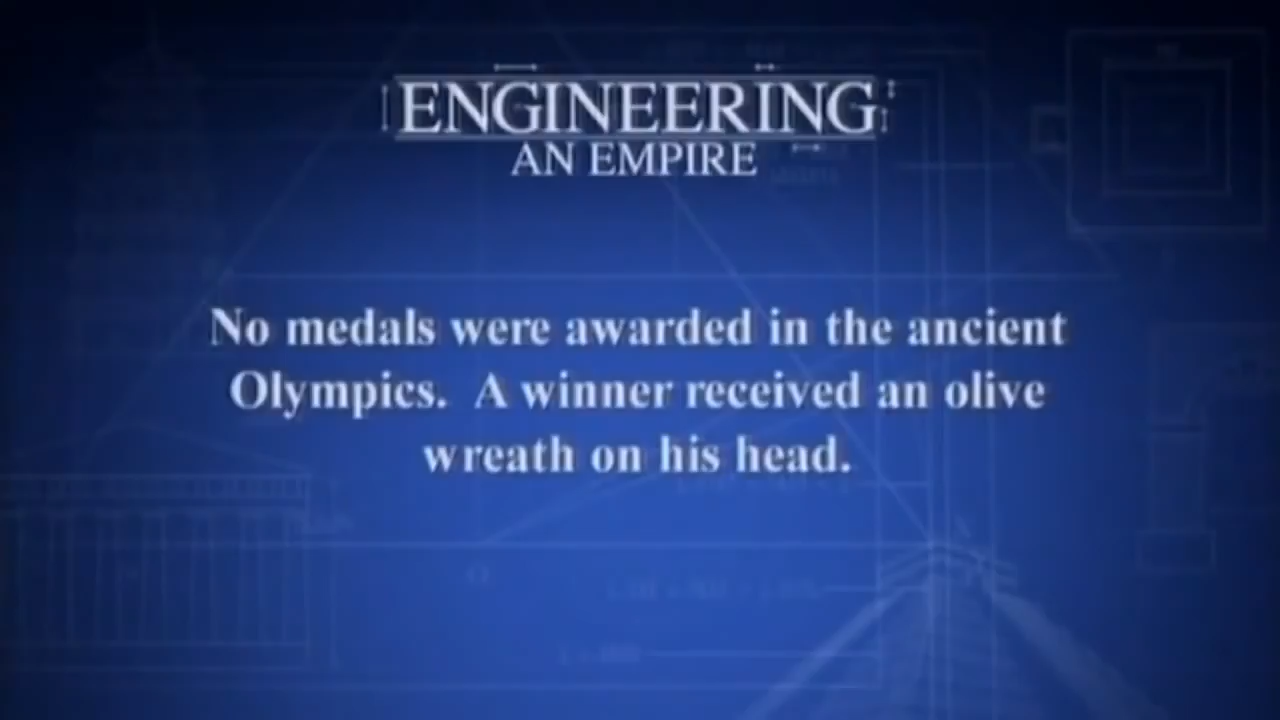 ENGINEERING
AN EMPIRE
No medals were awarded in the ancient
Olympics. A winner received an olive
wreath on his head.